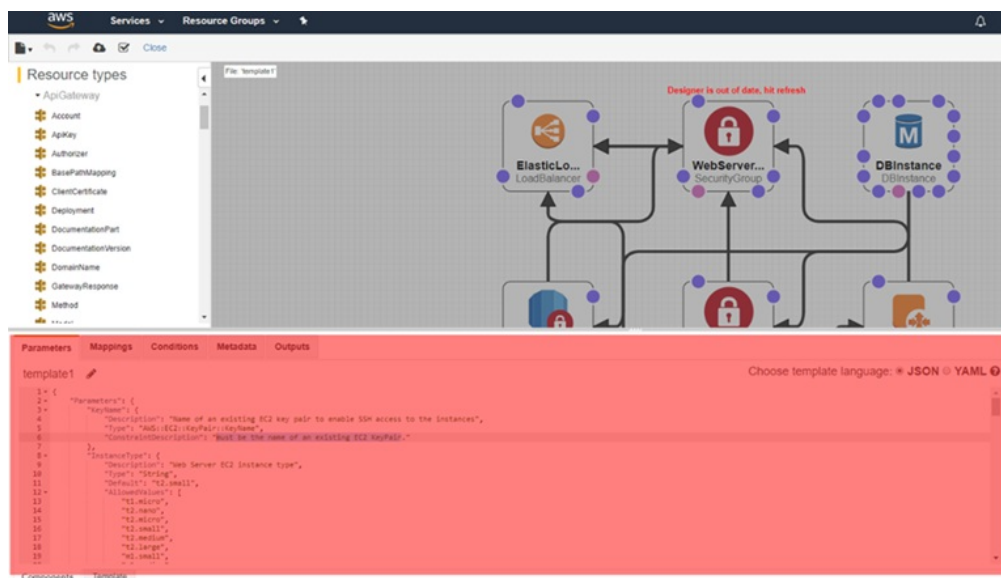 aws Services Resource Groups
Close
Resource types
ApiGateway
Account
ApiKey
Authorizer
BasePathMapping
ClientCertificate
Deployment
DocumentationPart
DocumentationVersion
DomainName
GatewayResponse
Method
Model
File: 'template1'
Designer is out of date, hit refresh
ElasticLo...
LoadBalancer
WebServer...
SecurityGroup
DBInstance
DBInstance
Parameters Mappings Conditions Metadata Outputs
template1
Choose template language: JSON YAML
1 {
2 "Parameters": {
3 "KeyName": {
4 "Description": "Name of an existing EC2 key pair to enable SSH access to the instances",
5 "Type": "AWS::EC2::KeyPair::KeyName",
6 "ConstraintDescription": "Must be the name of an existing EC2 KeyPair."
7 },
8 "InstanceType": {
9 "Description": "Web Server EC2 instance type",
10 "Type": "String",
11 "Default": "t2.small",
12 "AllowedValues": [
13 "t1.micro",
14 "t2.nano",
15 "t2.micro",
16 "t2.small",
17 "t2.medium",
18 "t2.large",
19 "m1.small",
Components Template